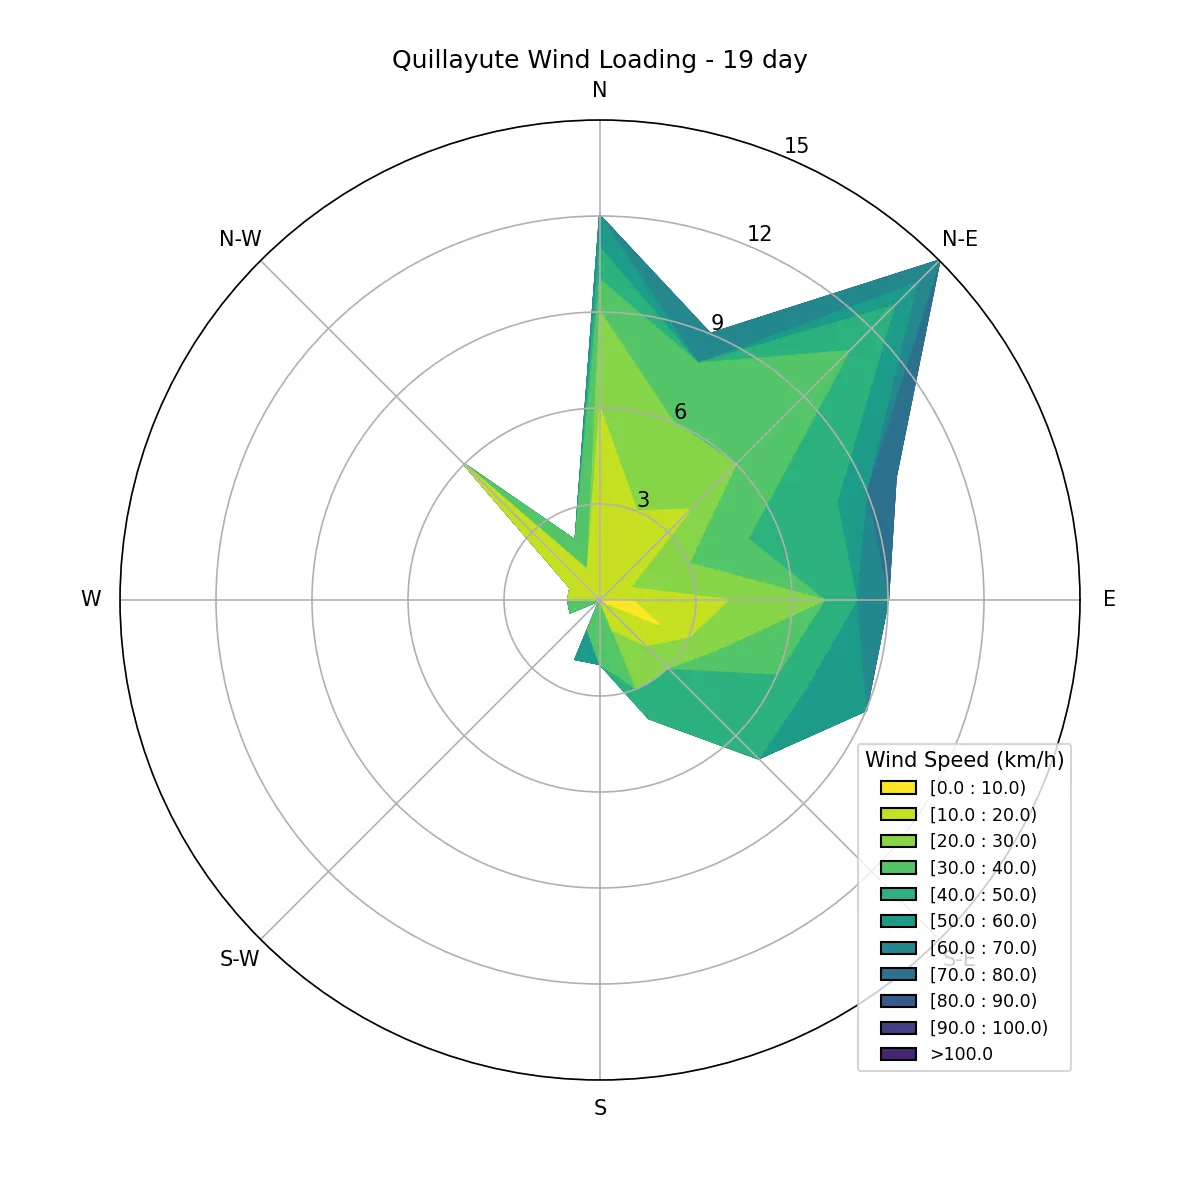 Quillayute Wind Loading - 19 day
N
15
12
N-W
N-E
9
6
3
W
E
Wind Speed (km/h)
[0.0 : 10.0)
[10.0 : 20.0)
[20.0 : 30.0)
[30.0 : 40.0)
[40.0 : 50.0)
[50.0 : 60.0)
[60.0 : 70.0)
[70.0 : 80.0)
[80.0 : 90.0)
[90.0 : 100.0)
>100.0
S-W
S-E
S